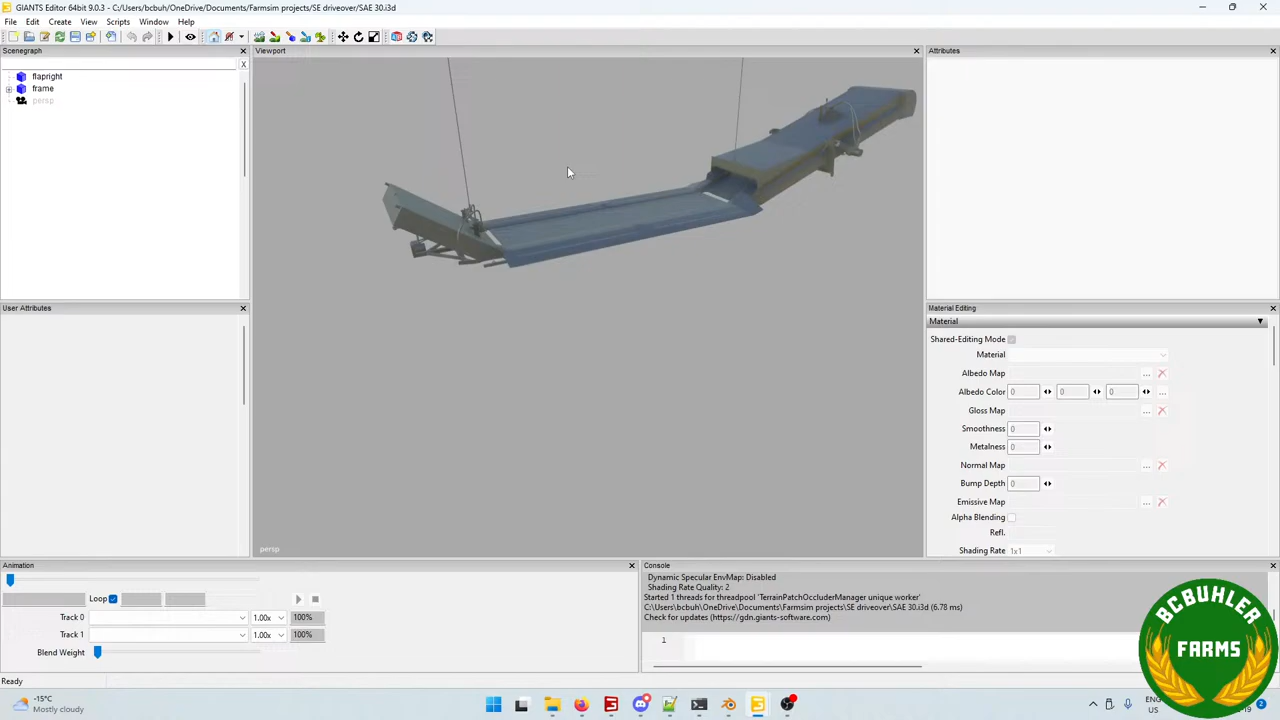 GIANTS Editor 64bit 9.0.3 - C:/Users/bcbuh/OneDrive/Documents/Farmsim projects/SE driveover/SAE 30.i3d
File Edit Create View Scripts Window Help
Scenegraph
X
flapright
frame
persp
Viewport
persp
Attributes
User Attributes
Material Editing
Material
Shared-Editing Mode
Material
Albedo Map ...
Albedo Color 0 0 0 ...
Gloss Map ...
Smoothness 0
Metalness 0
Normal Map ...
Bump Depth 0
Emissive Map ...
Alpha Blending
Refl.
Shading Rate 1x1
Animation
Loop
Track 0 1.00x 100%
Track 1 1.00x 100%
Blend Weight
Console
Dynamic Specular EnvMap: Disabled
Shading Rate Quality: 2
Started 1 threads for threadpool 'TerrainPatchOccluderManager unique worker'
C:\Users\bcbuh\OneDrive\Documents\Farmsim projects\SE driveover\SAE 30.i3d (6.78 ms)
Check for updates (https://gdn.giants-software.com)
1
Ready
-15°C
Mostly cloudy
ENG
BCBUHLER
FARMS